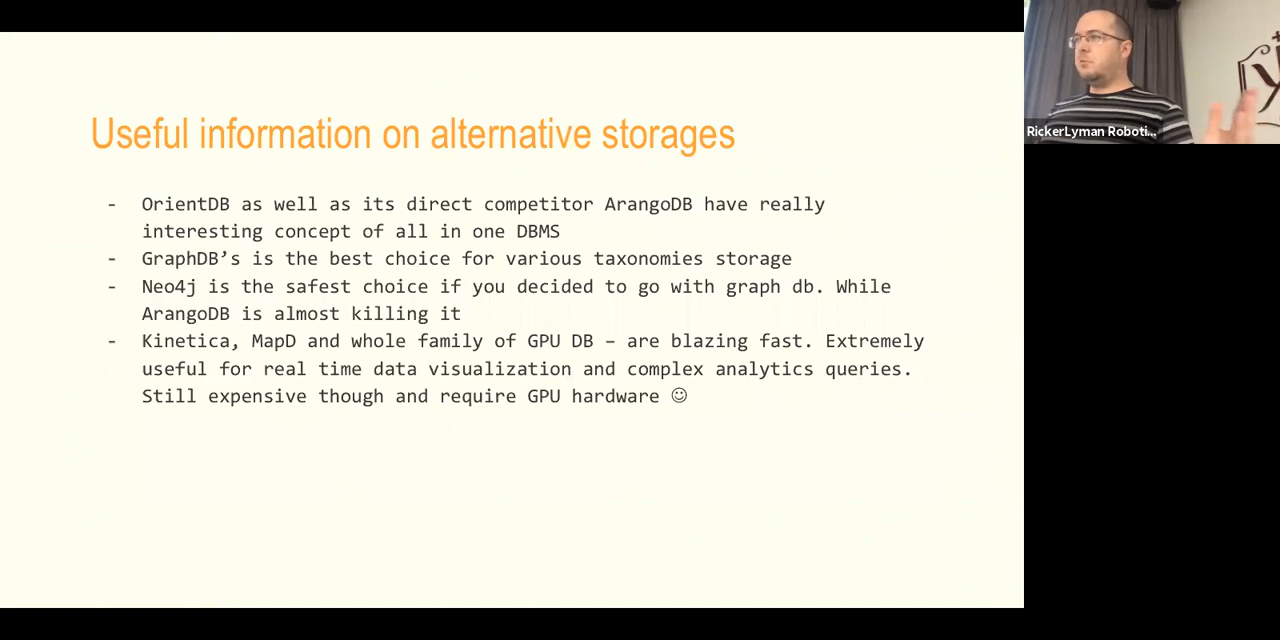 Useful information on alternative storages
- OrientDB as well as its direct competitor ArangoDB have really
interesting concept of all in one DBMS
- GraphDB’s is the best choice for various taxonomies storage
- Neo4j is the safest choice if you decided to go with graph db. While
ArangoDB is almost killing it
- Kinetica, MapD and whole family of GPU DB – are blazing fast. Extremely
useful for real time data visualization and complex analytics queries.
Still expensive though and require GPU hardware ☺
RickerLyman Roboti...